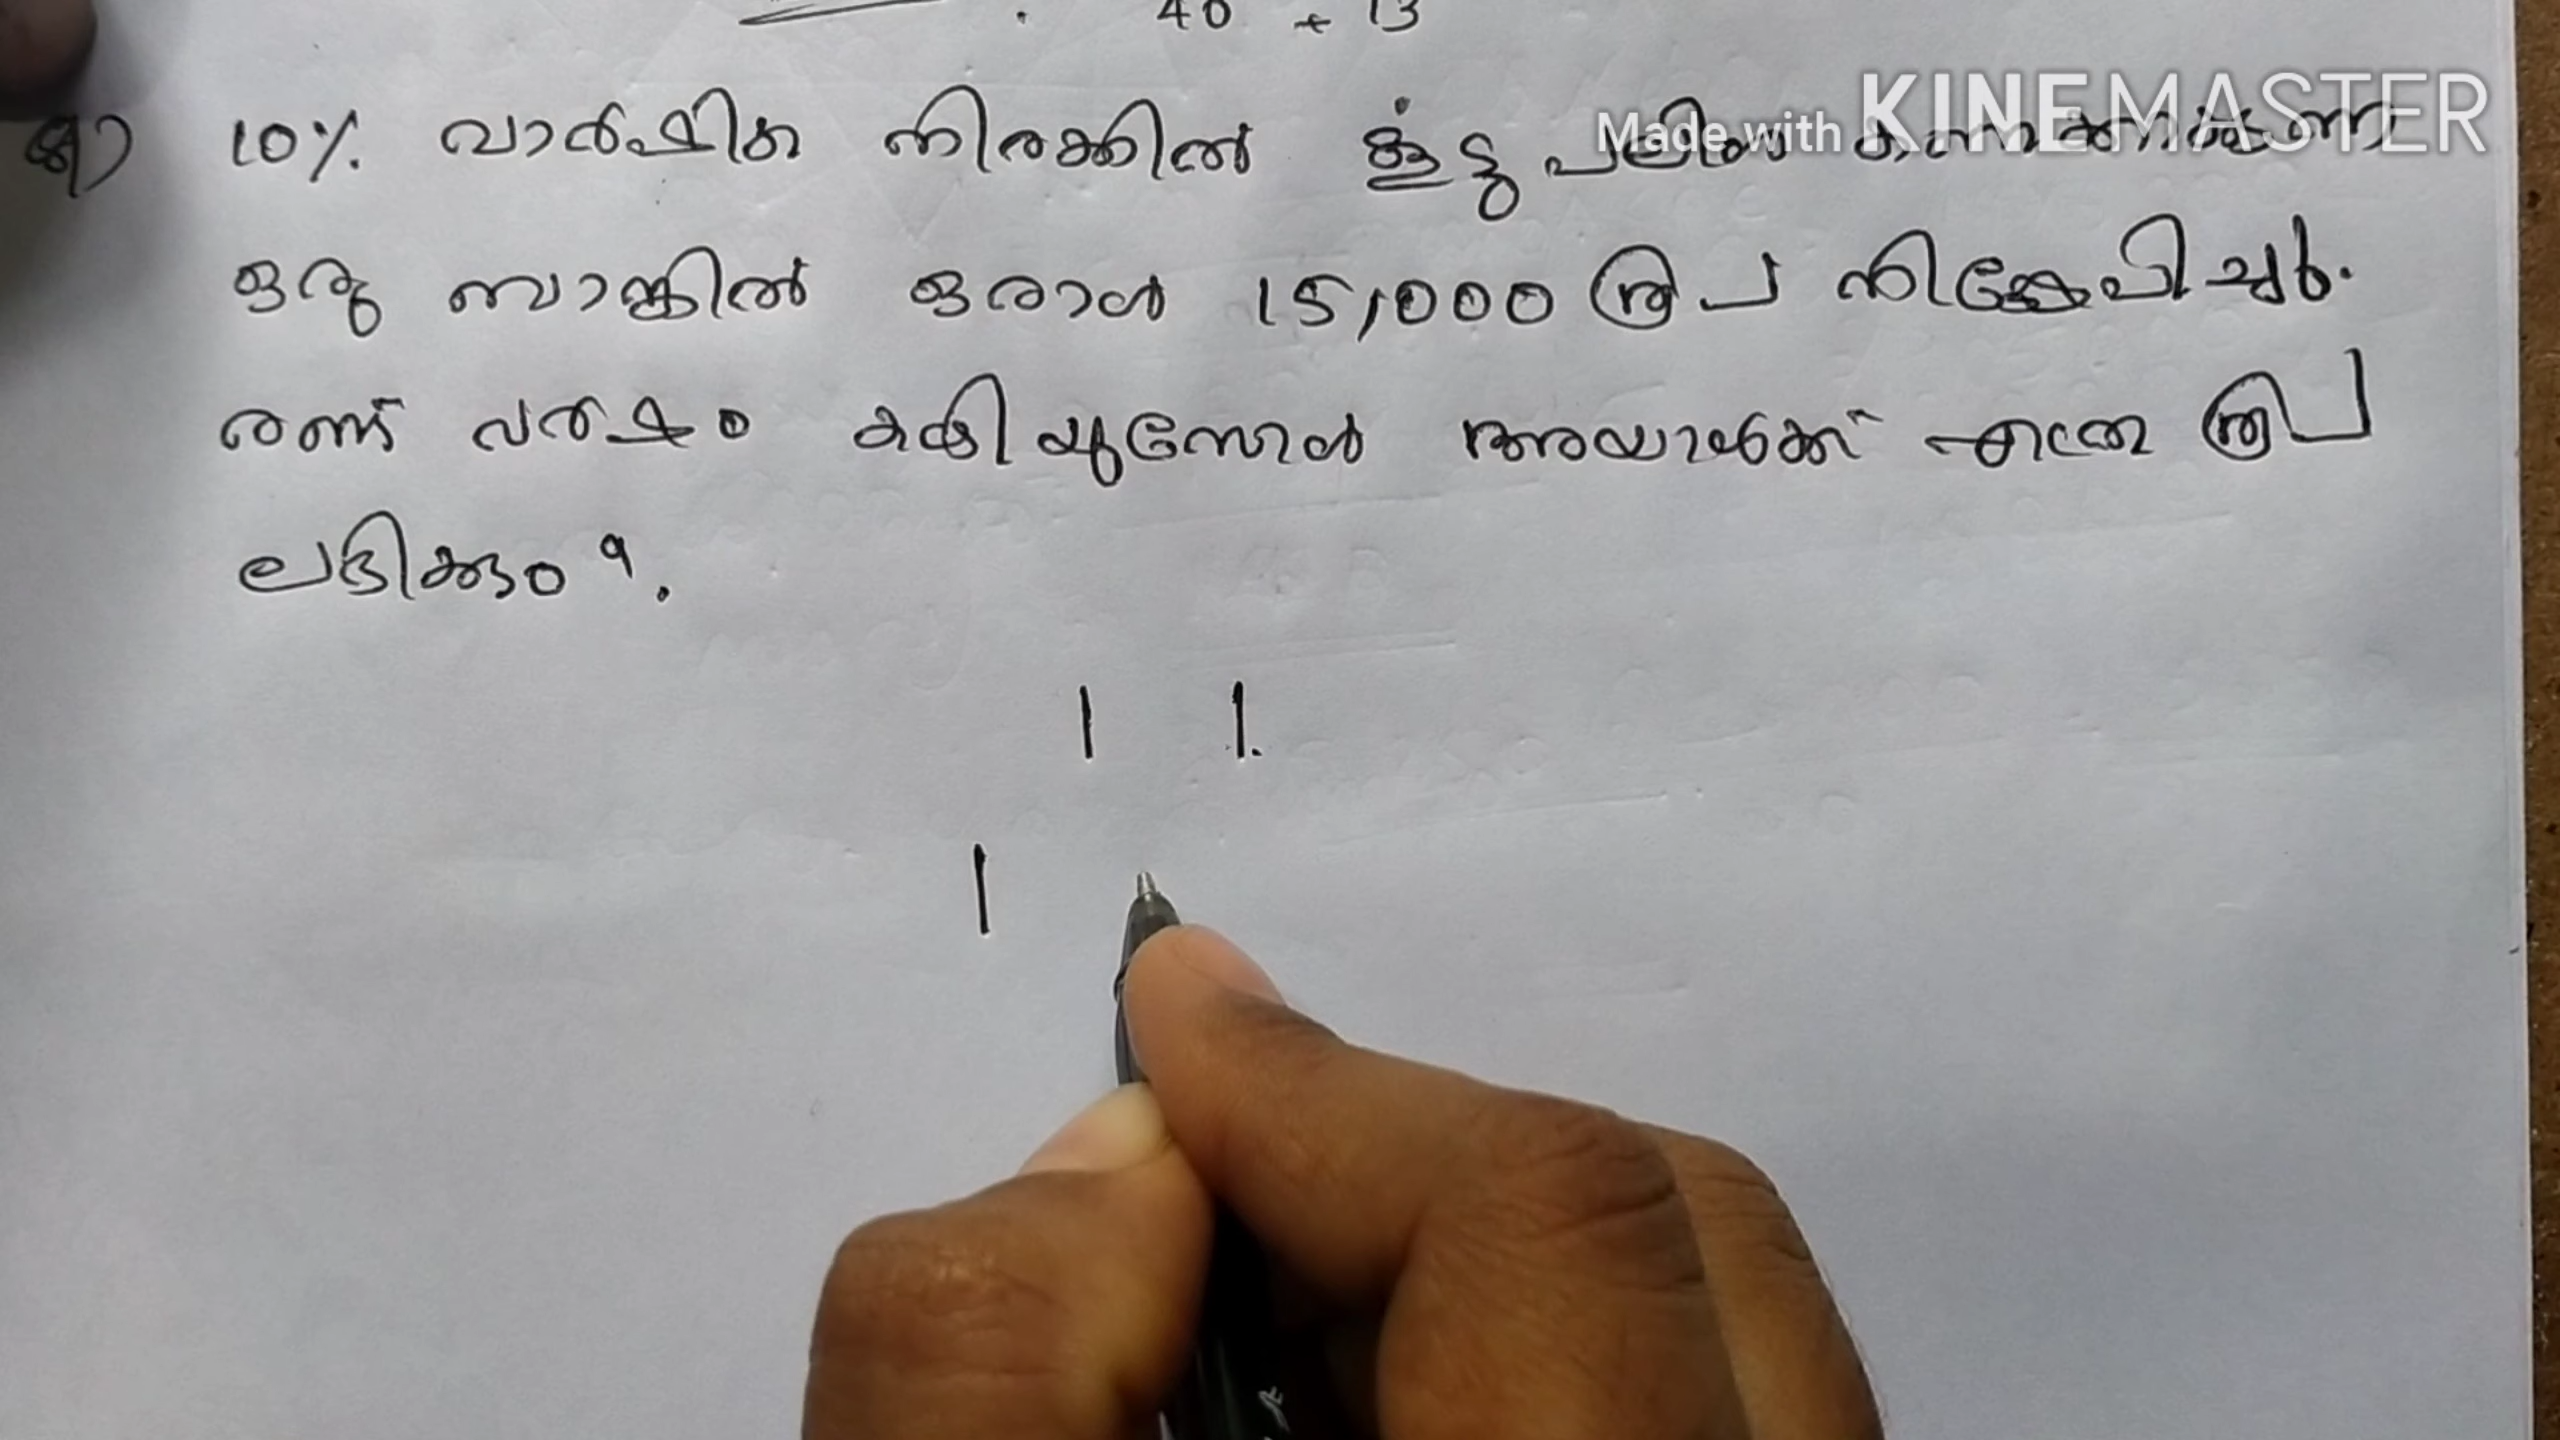 40 + 13
Made with KINEMASTER
10% വാർഷിക നിരക്കിൽ കൂട്ടു പലിശ കണക്കാക്കുന്ന
ഒരു ബാങ്കിൽ ഒരാൾ 15,000 രൂപ നിക്ഷേപിച്ചു.
രണ്ട് വർഷം കഴിയുമ്പോൾ അയാൾക്ക് എത്ര രൂപ
ലഭിക്കും?.
1 1.
1